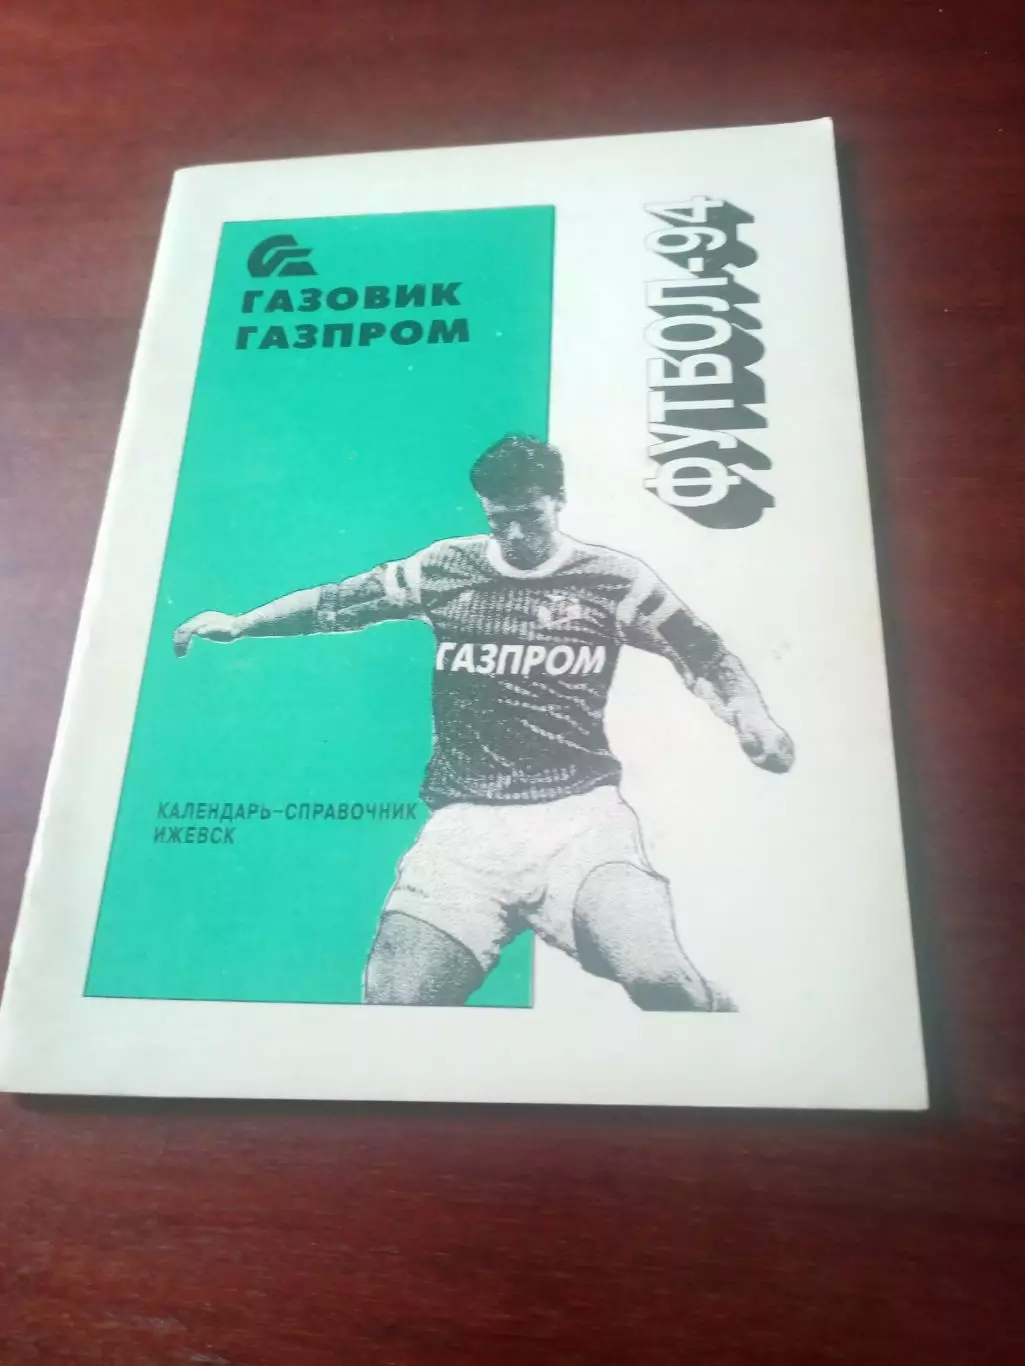 ГАЗОВИК
ГАЗПРОМ
ФУТБОЛ-94
ГАЗПРОМ
КАЛЕНДАРЬ-СПРАВОЧНИК
ИЖЕВСК